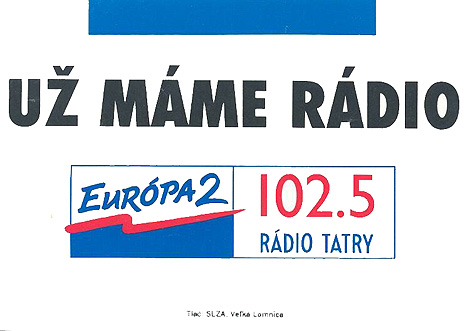 UŽ MÁME RÁDIO
EURÓPA 2
102.5
RÁDIO TATRY
Tlač: SLZA, Veľká Lomnica